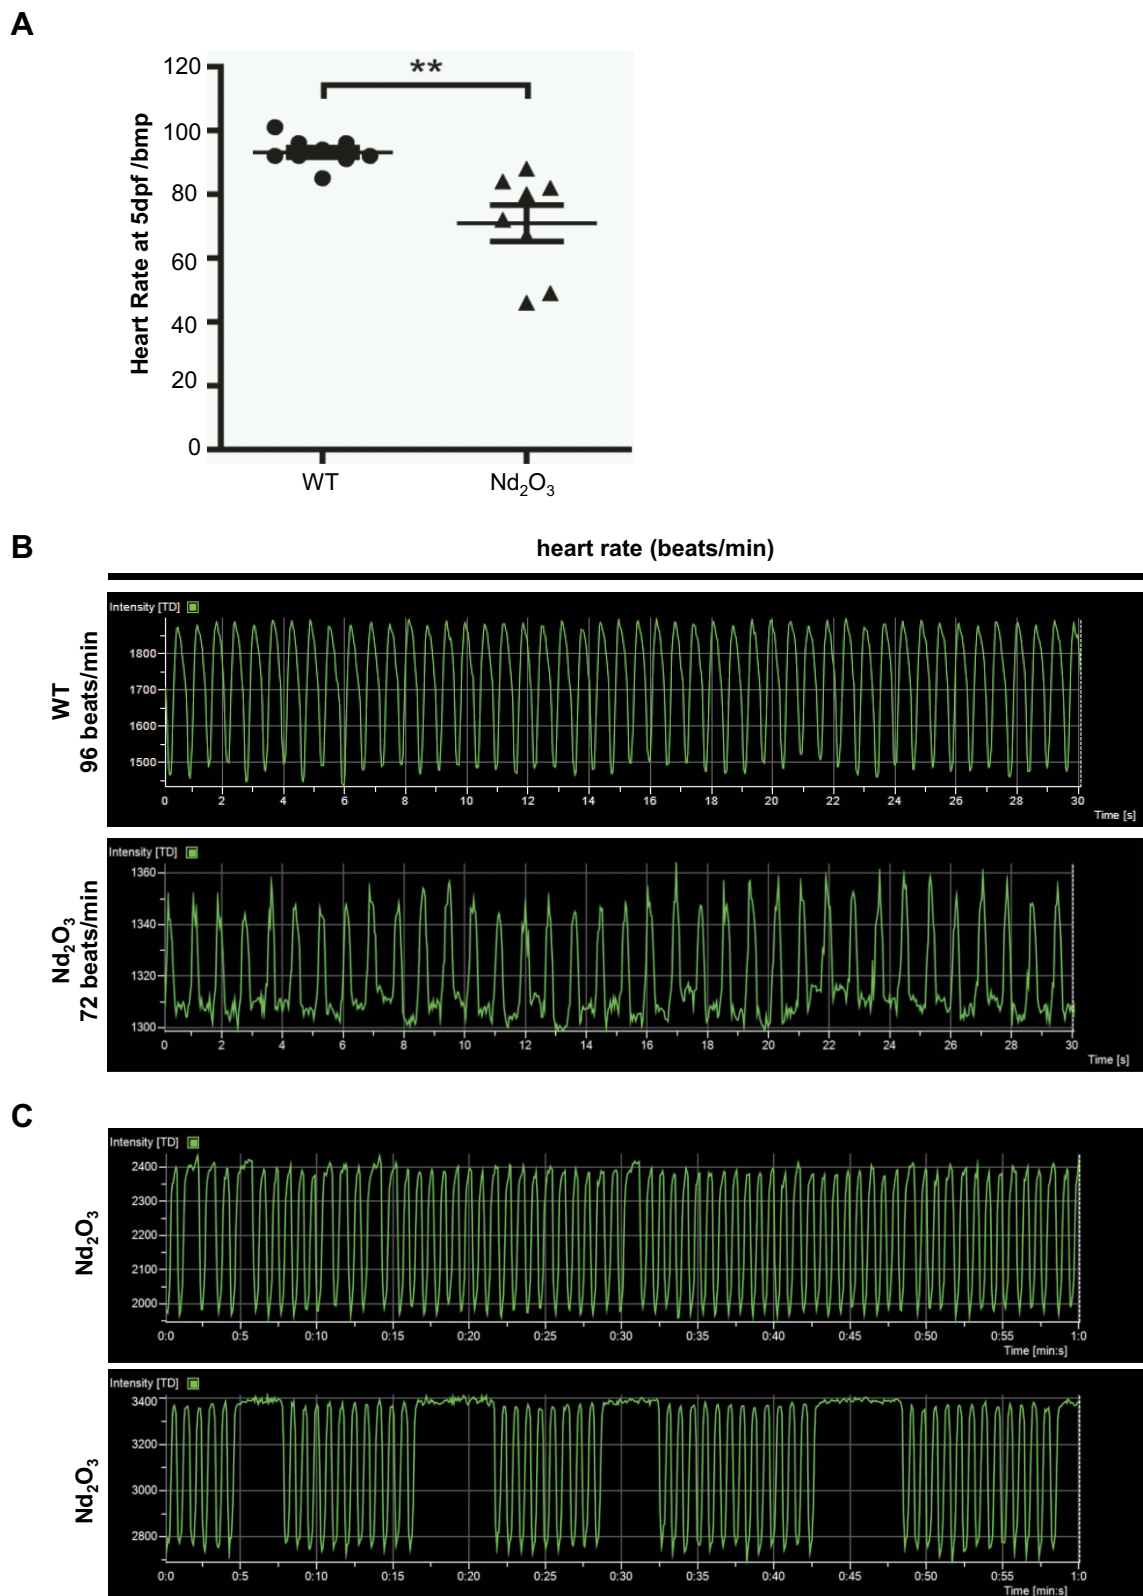 A
**
120
100
80
60
40
20
0
Heart Rate at 5dpf /bmp
WT
Nd₂O₃
B
heart rate (beats/min)
WT
96 beats/min
Intensity [TD]
1800
1700
1600
1500
0 2 4 6 8 10 12 14 16 18 20 22 24 26 28 30
Time [s]
Nd₂O₃
72 beats/min
Intensity [TD]
1360
1340
1320
1300
0 2 4 6 8 10 12 14 16 18 20 22 24 26 28 30
Time [s]
C
Nd₂O₃
Intensity [TD]
2400
2300
2200
2100
2000
0:0 0:5 0:10 0:15 0:20 0:25 0:30 0:35 0:40 0:45 0:50 0:55 1:0
Time [min:s]
Nd₂O₃
Intensity [TD]
3400
3200
3000
2800
0:0 0:5 0:10 0:15 0:20 0:25 0:30 0:35 0:40 0:45 0:50 0:55 1:0
Time [min:s]